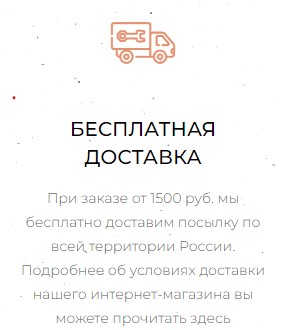 БЕСПЛАТНАЯ
ДОСТАВКА
При заказе от 1500 руб. мы
бесплатно доставим посылку по
всей территории России.
Подробнее об условиях доставки
нашего интернет-магазина вы
можете прочитать здесь